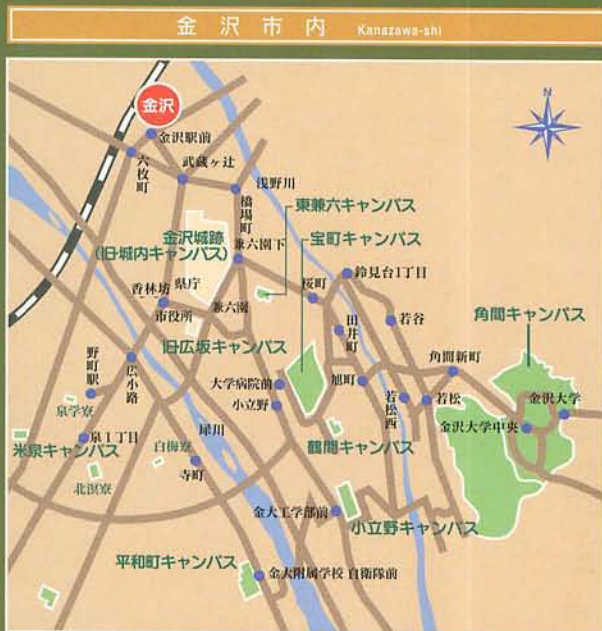 金沢市内 Kanazawa-shi
N
金沢
金沢駅前
六枚町
武蔵ヶ辻
浅野川
橋場町
東兼六キャンパス
金沢城跡
(旧城内キャンパス)
兼六園下
宝町キャンパス
鈴見台1丁目
香林坊
県庁
市役所
兼六園
桜町
田井町
若谷
角間キャンパス
旧広坂キャンパス
野町駅
広小路
大学病院前
旭町
角間新町
泉学寮
小立野
若松西
若松
金沢大学
米泉キャンパス
泉1丁目
犀川
鶴間キャンパス
金沢大学中央
白梅寮
北溟寮
寺町
金大工学部前
小立野キャンパス
平和町キャンパス
金大附属学校 自衛隊前